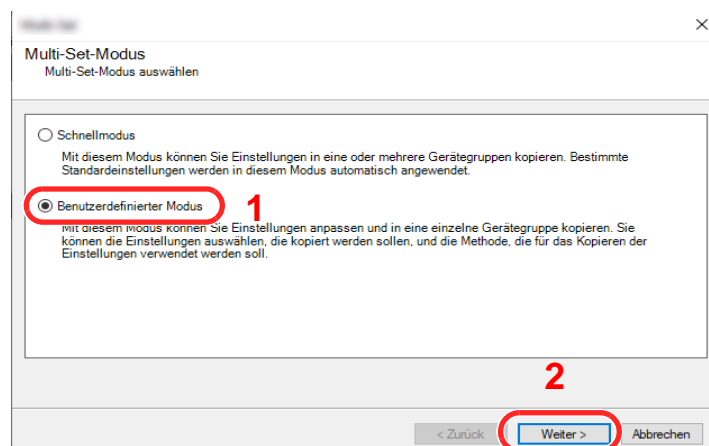 Multi-Set
Multi-Set-Modus
Multi-Set-Modus auswählen
Schnellmodus
Mit diesem Modus können Sie Einstellungen in eine oder mehrere Gerätegruppen kopieren. Bestimmte
Standardeinstellungen werden in diesem Modus automatisch angewendet.
Benutzerdefinierter Modus 1
Mit diesem Modus können Sie Einstellungen anpassen und in eine einzelne Gerätegruppe kopieren. Sie
können die Einstellungen auswählen, die kopiert werden sollen, und die Methode, die für das Kopieren der
Einstellungen verwendet werden soll.
2
< Zurück Weiter > Abbrechen